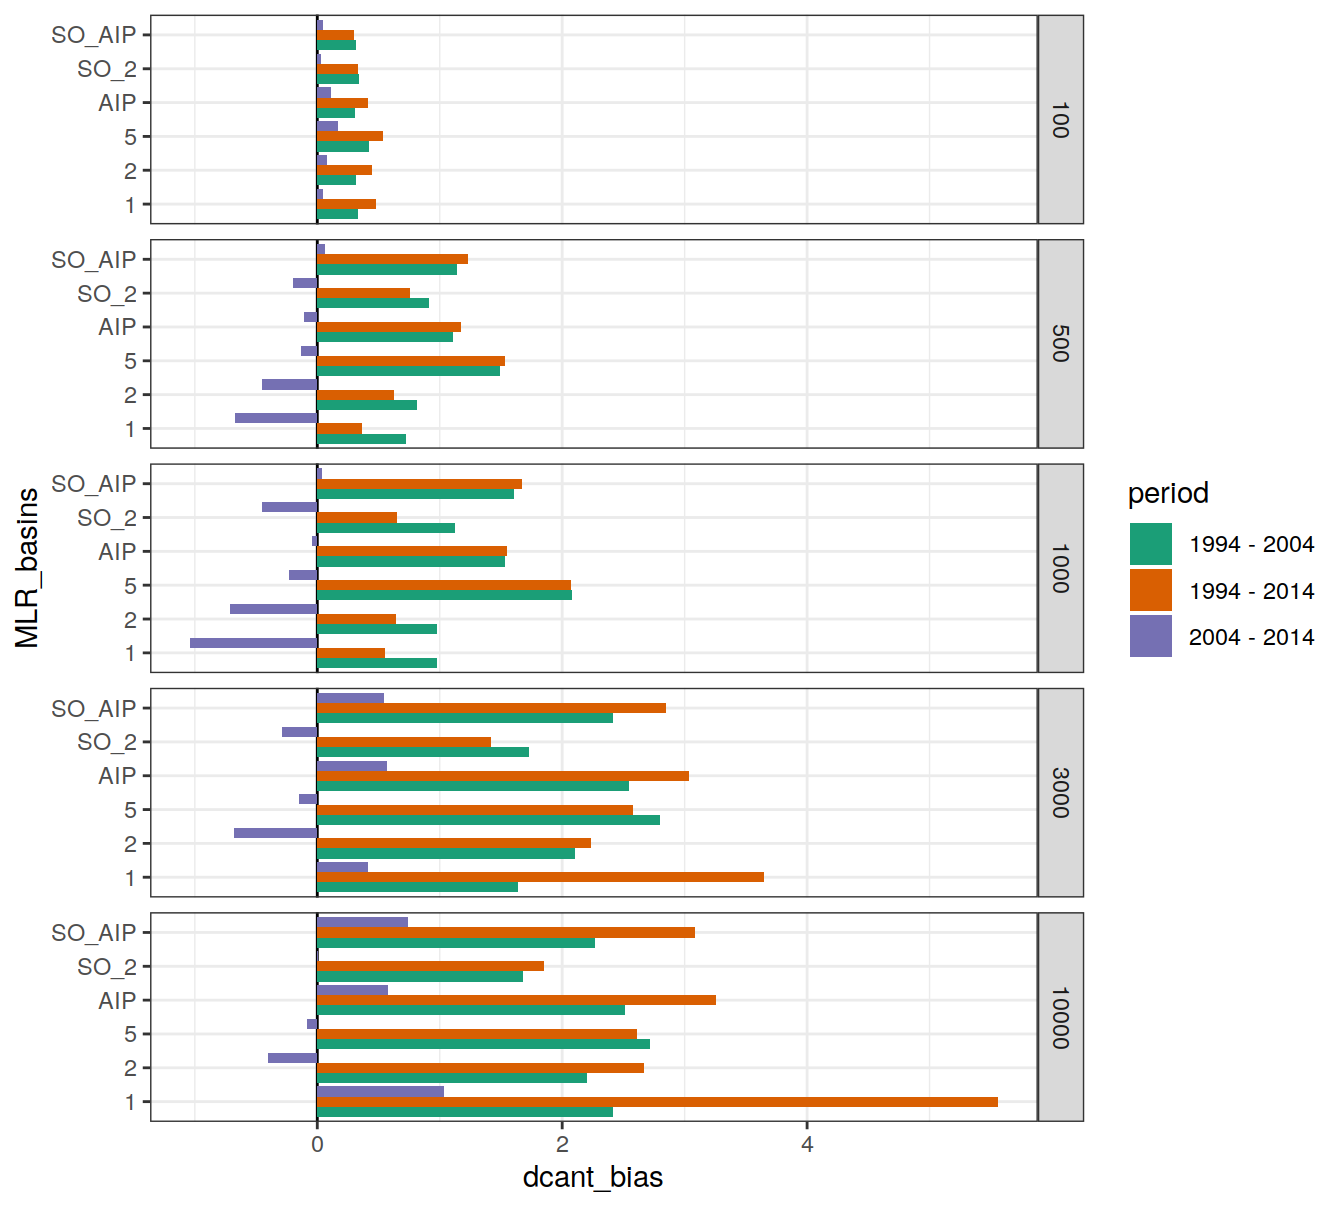 SO_AIP
SO_2
AIP
5
2
1
100
SO_AIP
SO_2
AIP
5
2
1
500
SO_AIP
SO_2
AIP
5
2
1
1000
SO_AIP
SO_2
AIP
5
2
1
3000
SO_AIP
SO_2
AIP
5
2
1
10000
0 2 4
dcant_bias
MLR_basins
period
1994 - 2004
1994 - 2014
2004 - 2014